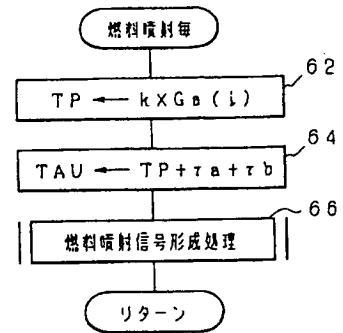 燃料噴射毎
62
TP ← k×Ga(i)
64
TAU ← TP+τa+τb
66
燃料噴射信号形成処理
リターン